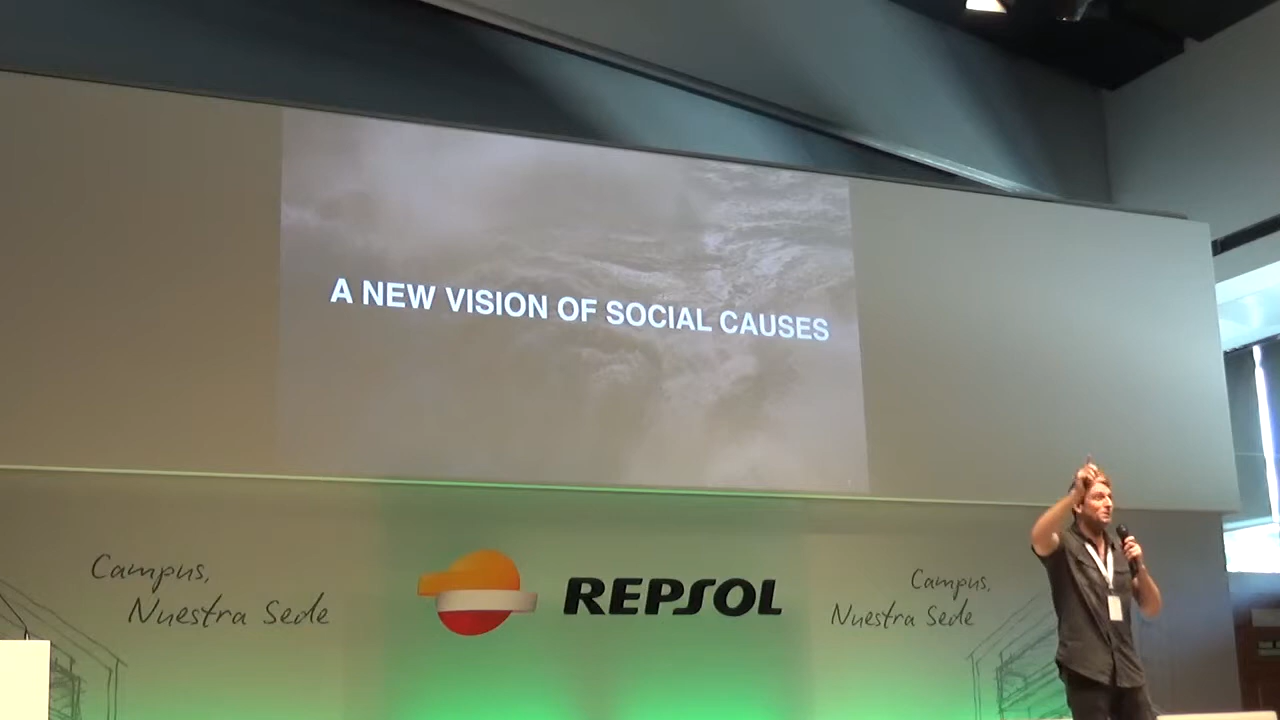 A NEW VISION OF SOCIAL CAUSES
Campus,
Nuestra Sede
REPSOL
Campus,
Nuestra Sede